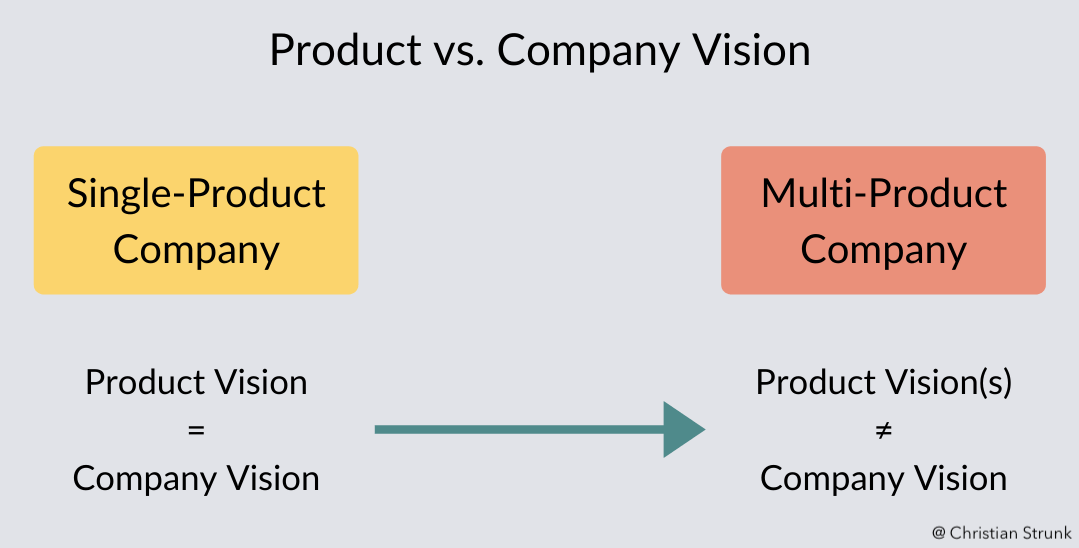 Product vs. Company Vision
Single-Product
Company
Product Vision
=
Company Vision
Multi-Product
Company
Product Vision(s)
≠
Company Vision
@ Christian Strunk